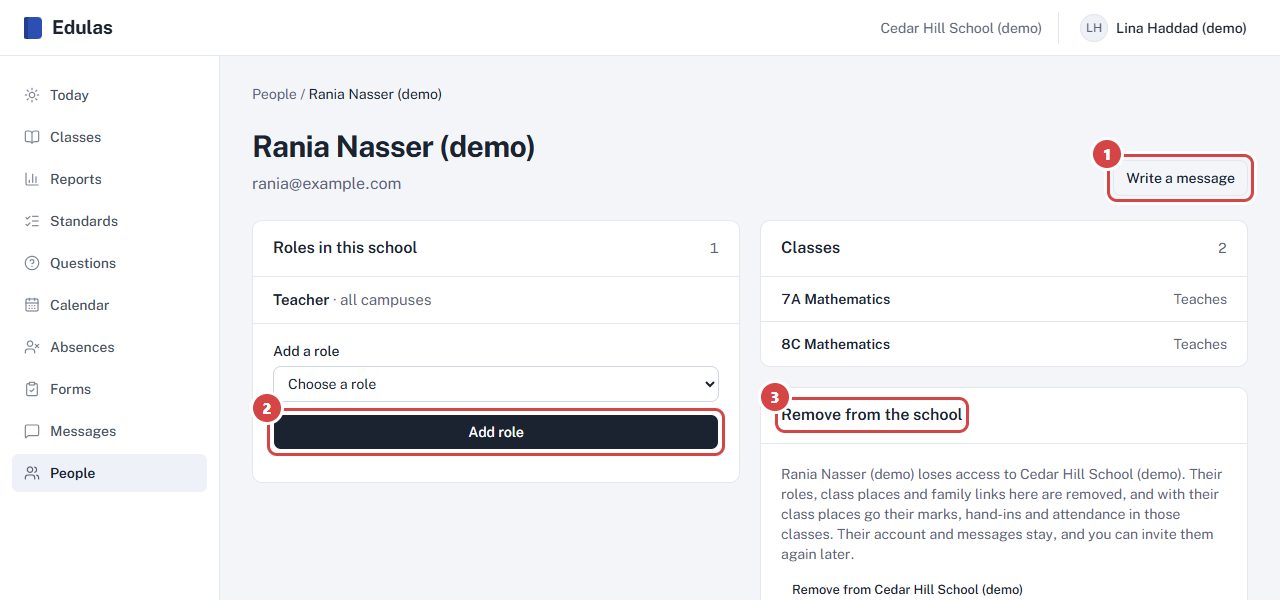 Edulas
Cedar Hill School (demo)
LH
Lina Haddad (demo)
Today
Classes
Reports
Standards
Questions
Calendar
Absences
Forms
Messages
People
People / Rania Nasser (demo)
Rania Nasser (demo)
rania@example.com
1
Write a message
Roles in this school 1
Teacher · all campuses
Add a role
Choose a role
2
Add role
Classes 2
7A Mathematics Teaches
8C Mathematics Teaches
3
Remove from the school
Rania Nasser (demo) loses access to Cedar Hill School (demo). Their
roles, class places and family links here are removed, and with their
class places go their marks, hand-ins and attendance in those
classes. Their account and messages stay, and you can invite them
again later.
Remove from Cedar Hill School (demo)